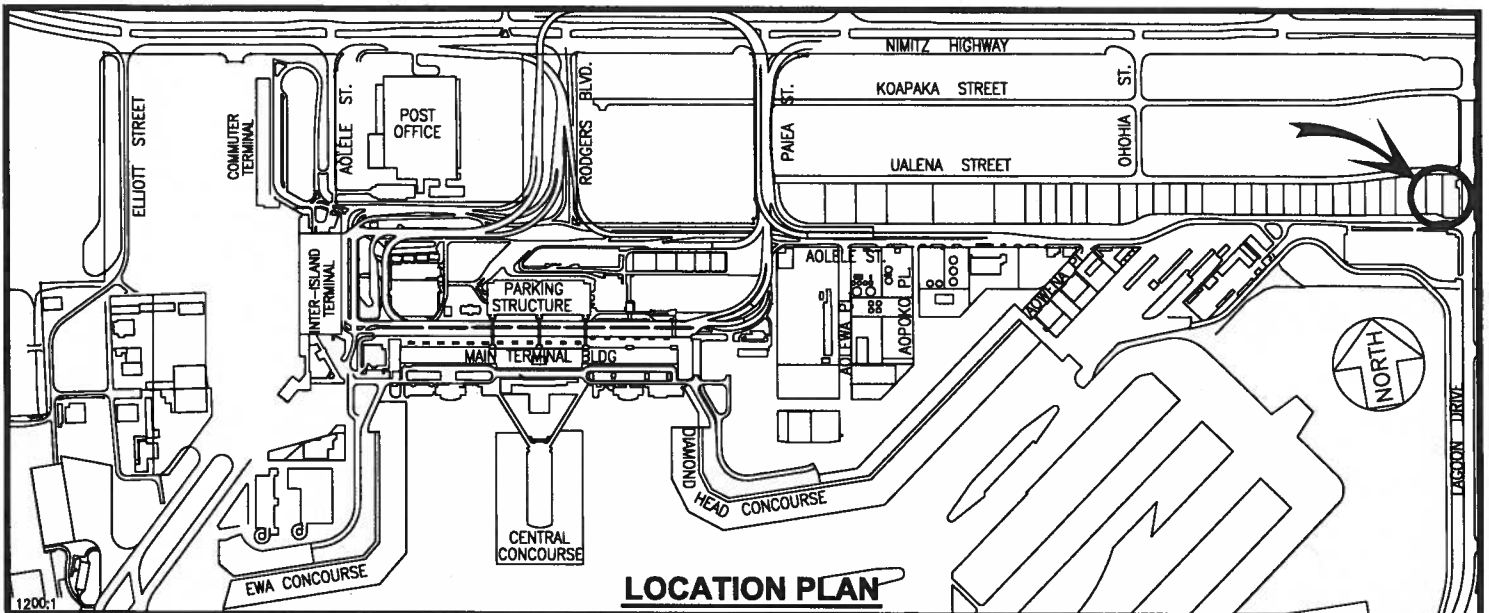 NIMITZ HIGHWAY
KOAPAKA STREET
UALENA STREET
ELLIOTT STREET
COMMUTER
TERMINAL
AOLELE ST.
POST
OFFICE
RODGERS BLVD.
PAIEA ST.
OHOHIA ST.
INTER-ISLAND
TERMINAL
PARKING
STRUCTURE
MAIN TERMINAL BLDG
AOLELE ST.
AOLEWA PL.
AOPOKO PL.
AOWENA PL.
NORTH
LAGOON DRIVE
DIAMOND
HEAD CONCOURSE
CENTRAL
CONCOURSE
EWA CONCOURSE
LOCATION PLAN
1200;1